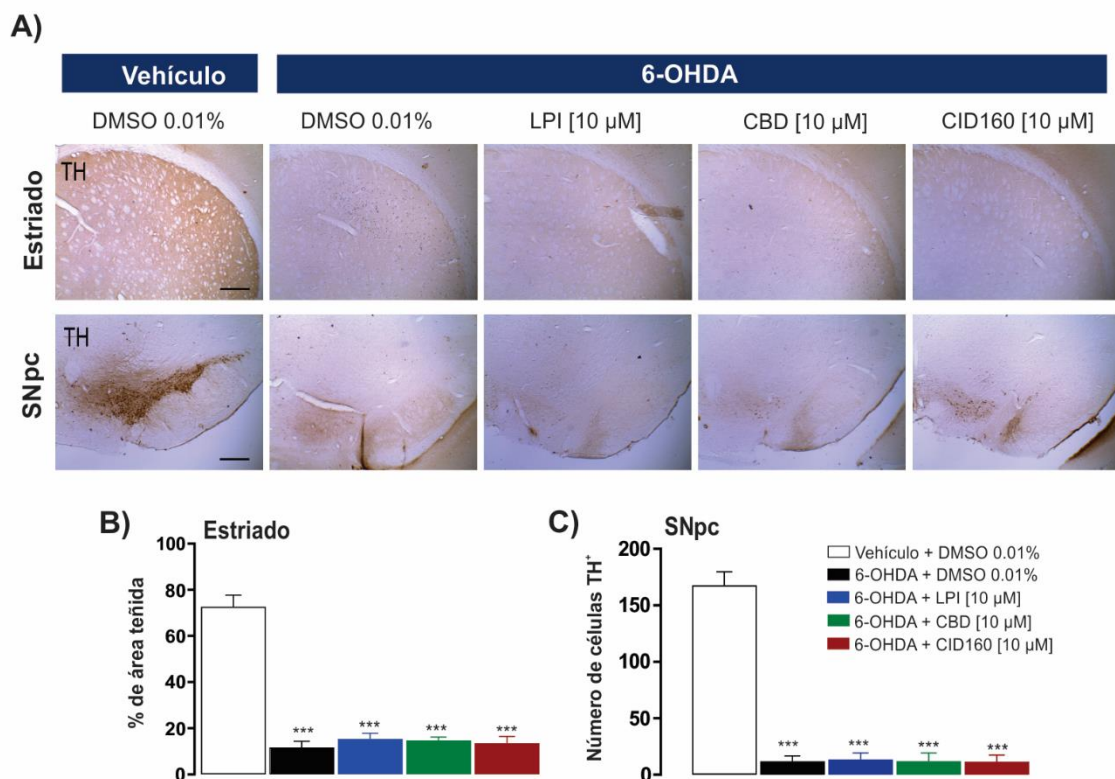 A)
Vehículo
6-OHDA
DMSO 0.01%
DMSO 0.01%
LPI [10 µM]
CBD [10 µM]
CID160 [10 µM]
Estriado
TH
SNpc
TH
B)
Estriado
% de área teñida
100
80
60
40
20
0
***
***
***
***
C)
SNpc
Número de células TH⁺
200
150
100
50
0
***
***
***
***
Vehículo + DMSO 0.01%
6-OHDA + DMSO 0.01%
6-OHDA + LPI [10 µM]
6-OHDA + CBD [10 µM]
6-OHDA + CID160 [10 µM]